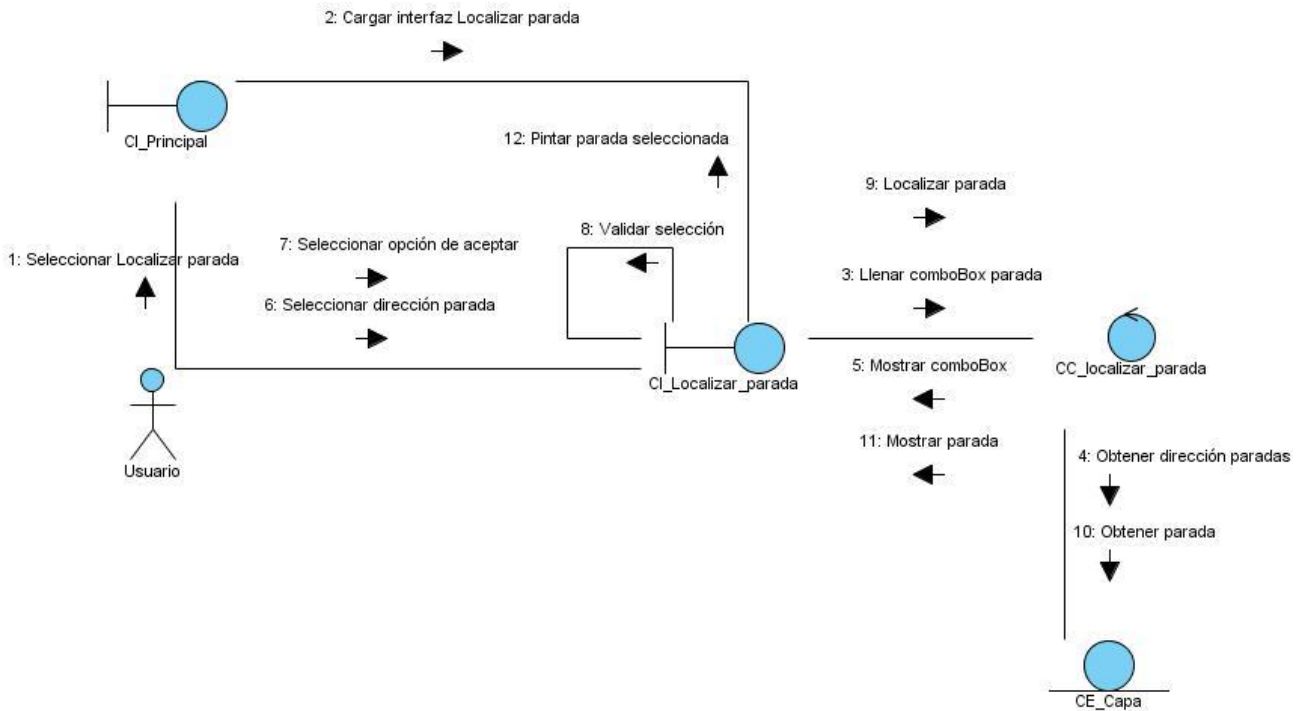 2: Cargar interfaz Localizar parada
CI_Principal
12: Pintar parada seleccionada
9: Localizar parada
8: Validar selección
7: Seleccionar opción de aceptar
1: Seleccionar Localizar parada
3: Llenar comboBox parada
6: Seleccionar dirección parada
5: Mostrar comboBox
CC_localizar_parada
CI_Localizar_parada
11: Mostrar parada
Usuario
4: Obtener dirección paradas
10: Obtener parada
CE_Capa